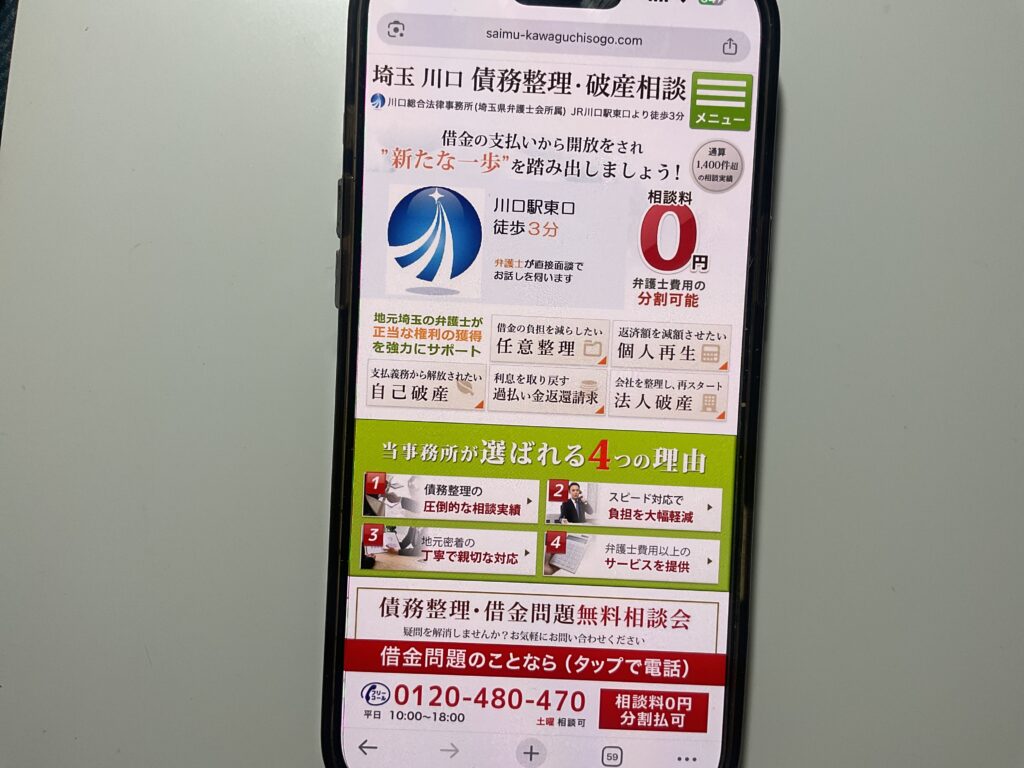 saimu-kawaguchisogo.com
埼玉 川口 債務整理・破産相談
川口総合法律事務所(埼玉県弁護士会所属) JR川口駅東口より徒歩3分
メニュー
借金の支払いから開放をされ
"新たな一歩"を踏み出しましょう!
通算
1,400件超
の相談実績
川口駅東口
徒歩3分
弁護士が直接面談で
お話しを伺います
相談料
0円
弁護士費用の
分割可能
地元埼玉の弁護士が
正当な権利の獲得
を強力にサポート
借金の負担を減らしたい
任意整理
返済額を減額させたい
個人再生
支払義務から解放されたい
自己破産
利息を取り戻す
過払い金返還請求
会社を整理し、再スタート
法人破産
当事務所が選ばれる4つの理由
1
債務整理の
圧倒的な相談実績
2
スピード対応で
負担を大幅軽減
3
地元密着の
丁寧で親切な対応
4
弁護士費用以上の
サービスを提供
債務整理・借金問題無料相談会
疑問を解消しませんか?お気軽にお問い合わせください
借金問題のことなら(タップで電話)
フリーコール
0120-480-470
平日 10:00〜18:00
土曜 相談可
相談料0円
分割払可
59